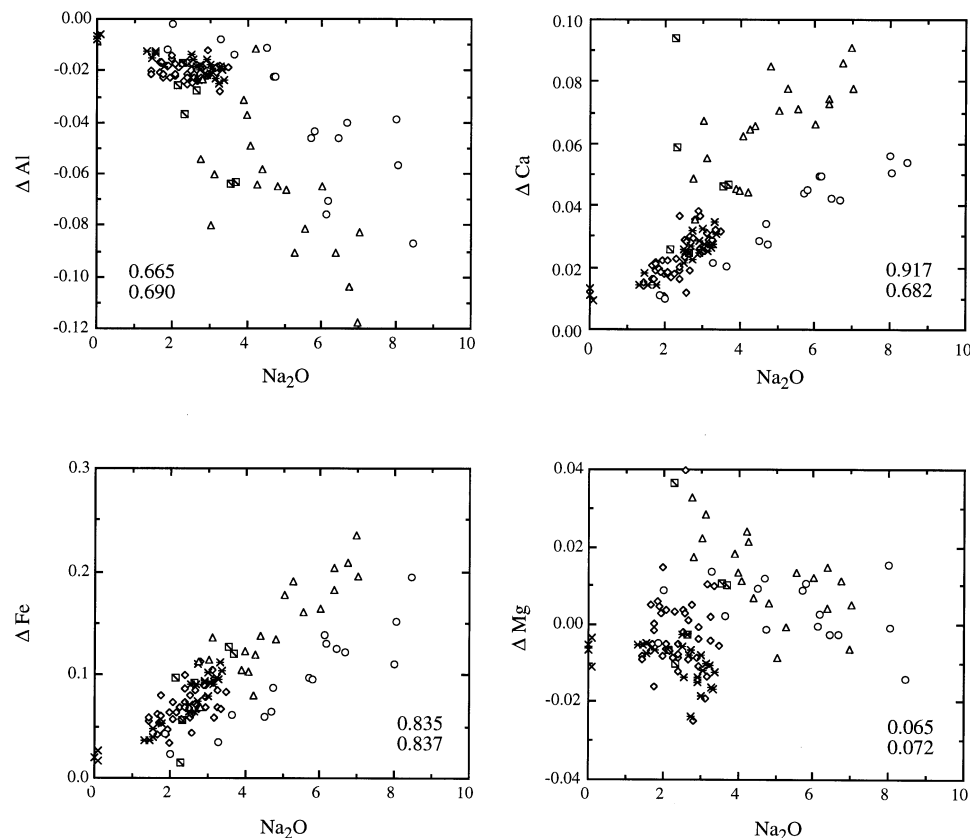 0.00
-0.02
-0.04
-0.06
-0.08
-0.10
-0.12
Δ Al
0.665
0.690
0 2 4 6 8 10
Na₂O
0.10
0.08
0.06
0.04
0.02
0.00
Δ Ca
0.917
0.682
0 2 4 6 8 10
Na₂O
0.3
0.2
0.1
0.0
Δ Fe
0.835
0.837
0 2 4 6 8 10
Na₂O
0.04
0.02
0.00
-0.02
-0.04
Δ Mg
0.065
0.072
0 2 4 6 8 10
Na₂O